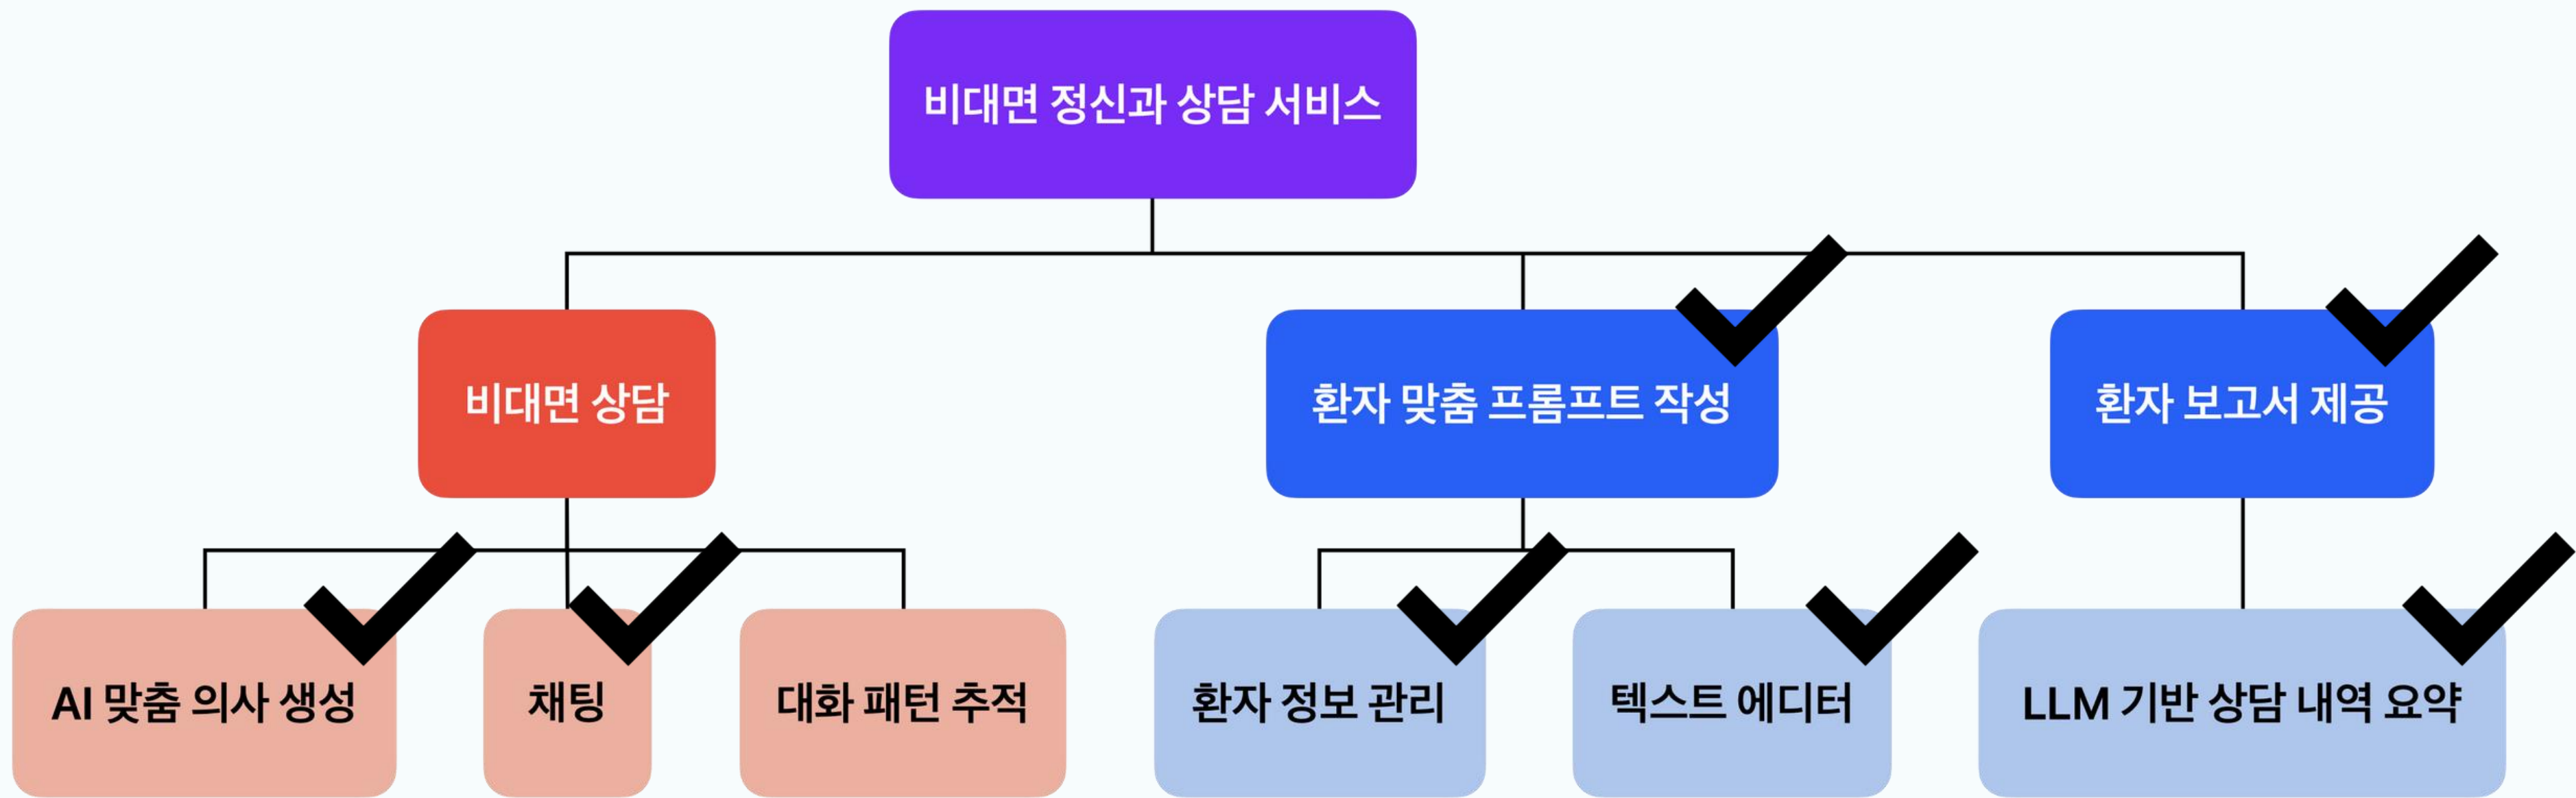 비대면 정신과 상담 서비스
비대면 상담
환자 맞춤 프롬프트 작성
환자 보고서 제공
AI 맞춤 의사 생성
채팅
대화 패턴 추적
환자 정보 관리
텍스트 에디터
LLM 기반 상담 내역 요약